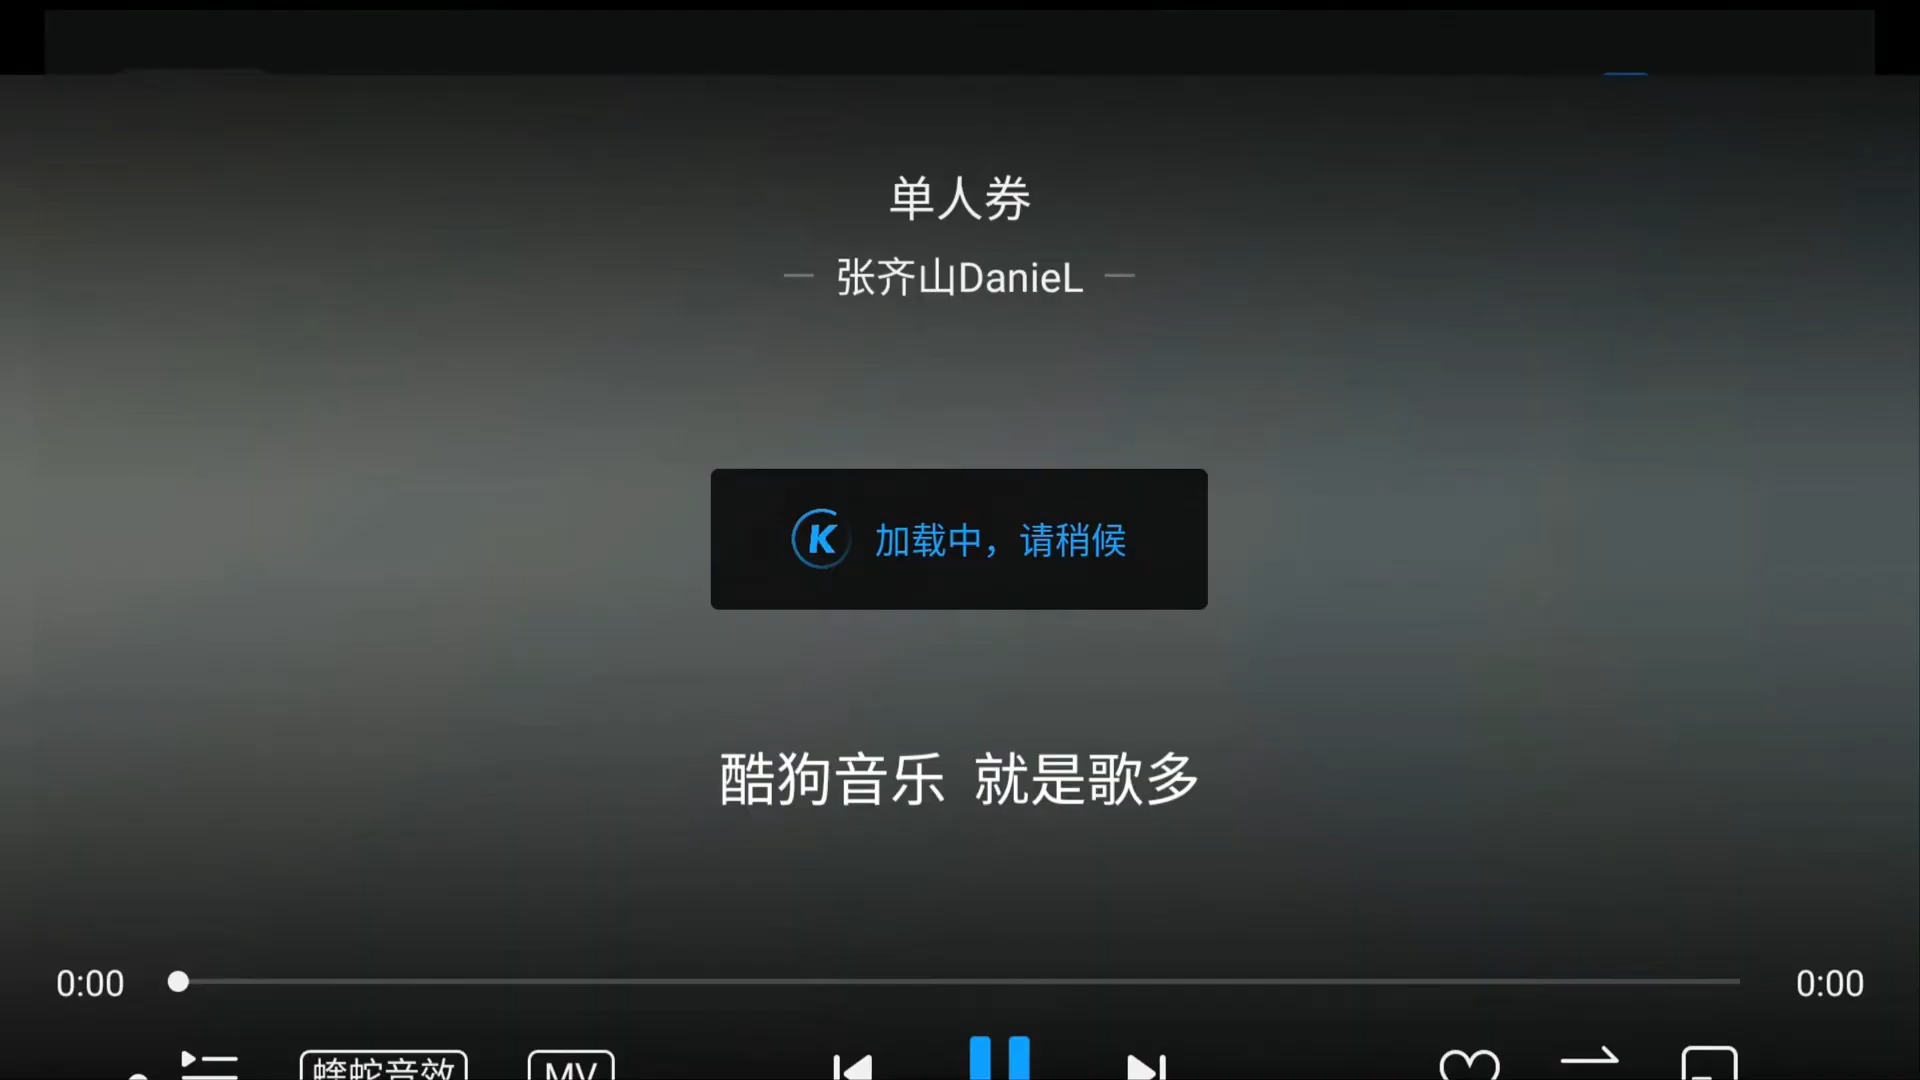 单人券
— 张齐山DanieL —
K 加载中，请稍候
酷狗音乐 就是歌多
0:00 0:00
蝰蛇音效 MV